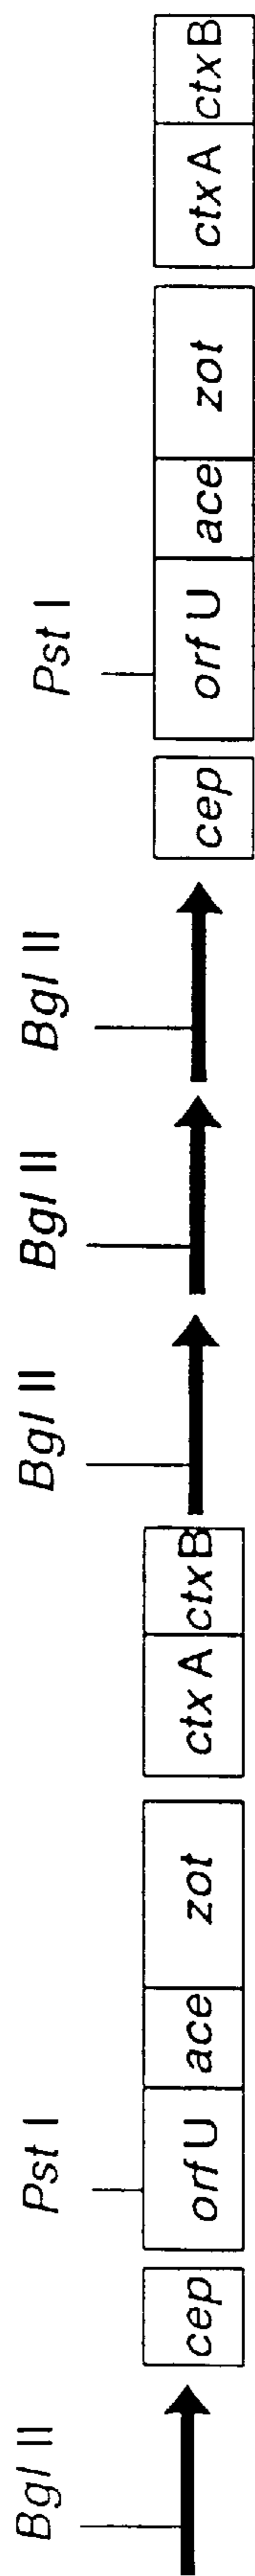 Bgl II Pst I Bgl II Bgl II Bgl II Pst I
cep orf U ace zot ctx A ctx B cep orf U ace zot ctx A ctx B